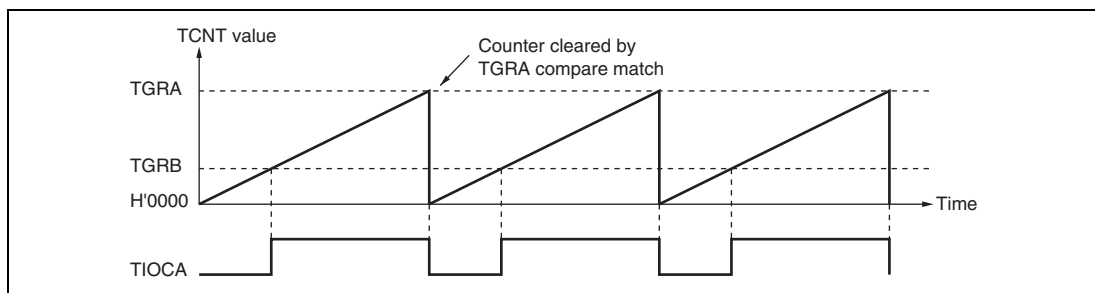 TCNT value
Counter cleared by
TGRA compare match
TGRA
TGRB
H'0000
Time
TIOCA